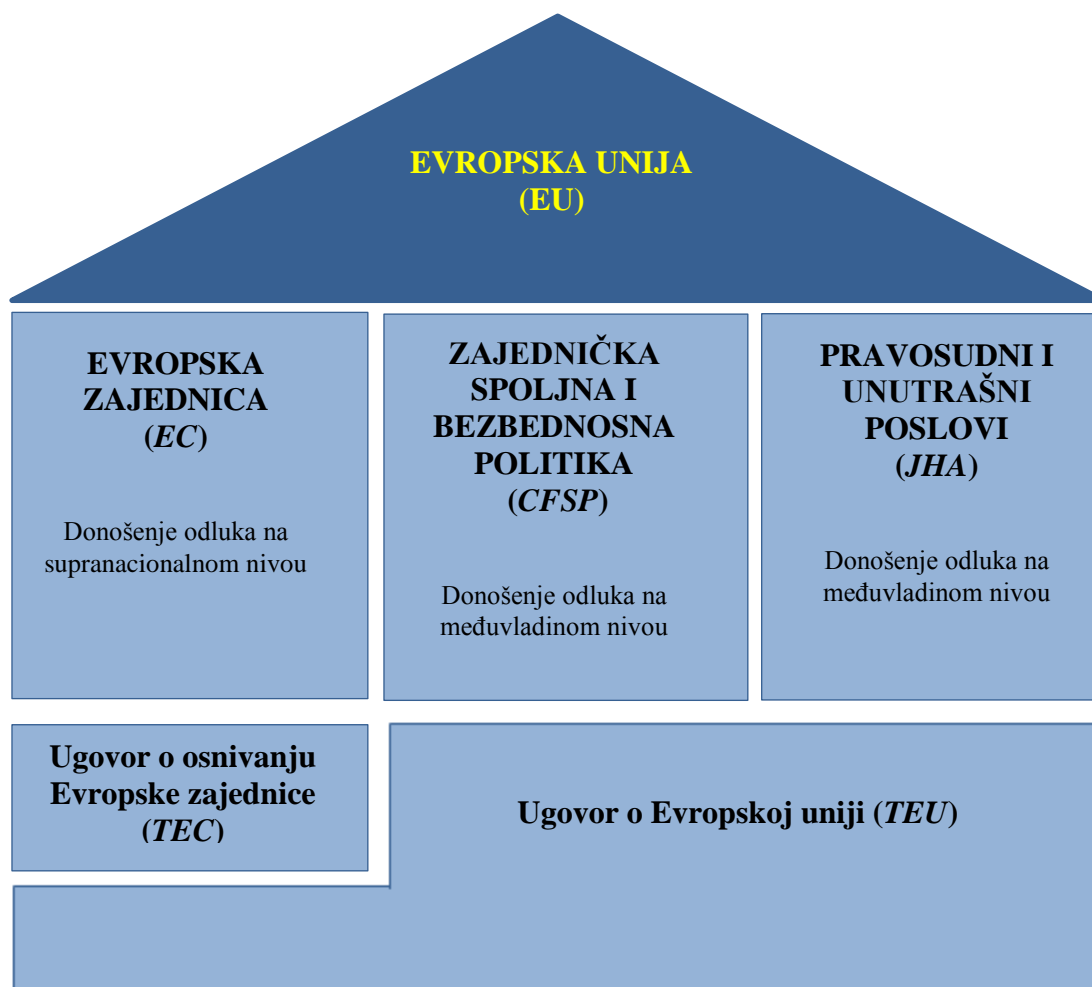 EVROPSKA UNIJA
(EU)
EVROPSKA
ZAJEDNICA
(EC)
Donošenje odluka na
supranacionalnom nivou
ZAJEDNIČKA
SPOLJNA I
BEZBEDNOSNA
POLITIKA
(CFSP)
Donošenje odluka na
međuvladinom nivou
PRAVOSUDNI I
UNUTRAŠNI
POSLOVI
(JHA)
Donošenje odluka na
međuvladinom nivou
Ugovor o osnivanju
Evropske zajednice
(TEC)
Ugovor o Evropskoj uniji (TEU)